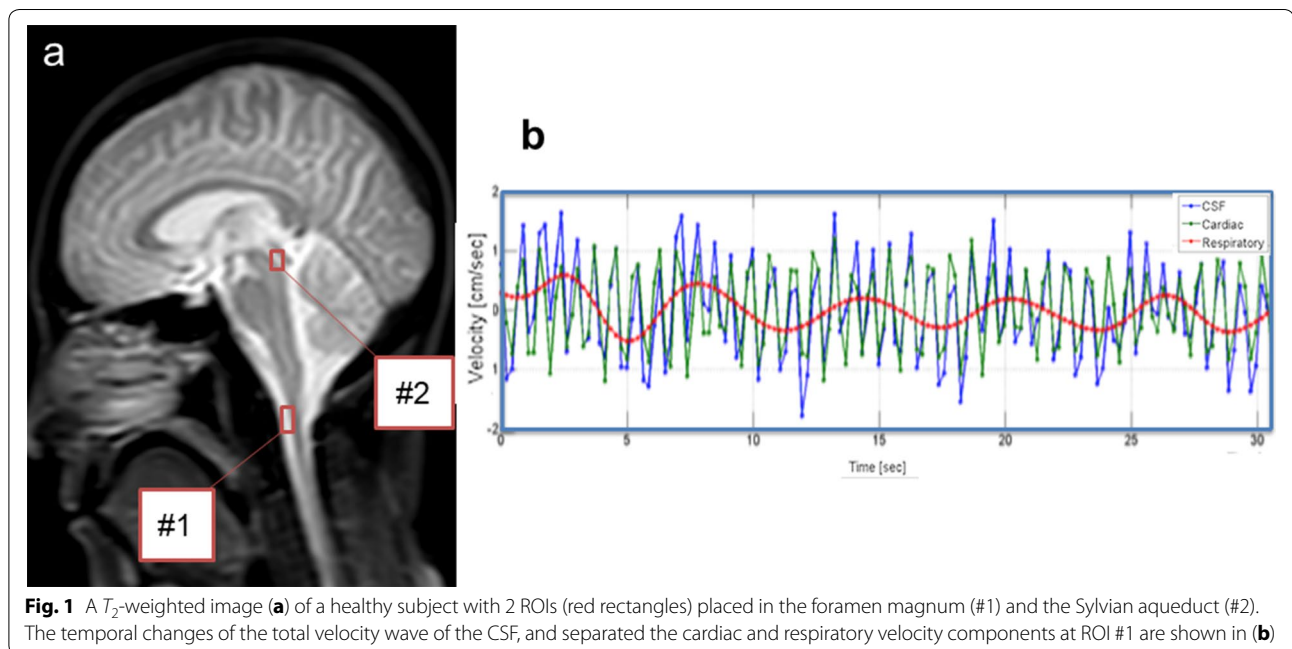 a
#2
#1
b
Velocity [cm/sec]
2
1
0
1
-2
0 5 10 15 20 25 30
Time [sec]
CSF
Cardiac
Respiratory
Fig. 1 A T₂-weighted image (a) of a healthy subject with 2 ROIs (red rectangles) placed in the foramen magnum (#1) and the Sylvian aqueduct (#2).
The temporal changes of the total velocity wave of the CSF, and separated the cardiac and respiratory velocity components at ROI #1 are shown in (b)